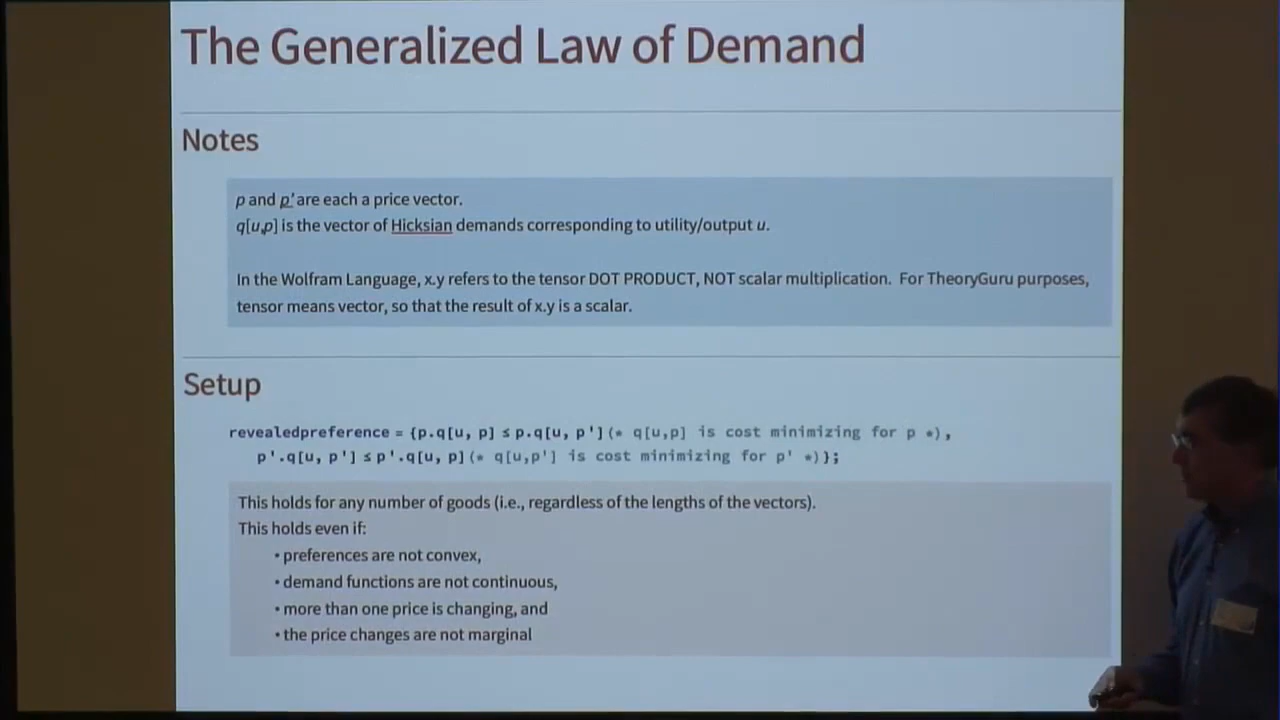 The Generalized Law of Demand
Notes
p and p' are each a price vector.
q[u,p] is the vector of Hicksian demands corresponding to utility/output u.
In the Wolfram Language, x.y refers to the tensor DOT PRODUCT, NOT scalar multiplication. For TheoryGuru purposes,
tensor means vector, so that the result of x.y is a scalar.
Setup
revealedpreference = {p.q[u, p] ≤ p.q[u, p'](* q[u,p] is cost minimizing for p *),
p'.q[u, p'] ≤ p'.q[u, p](* q[u,p'] is cost minimizing for p' *)};
This holds for any number of goods (i.e., regardless of the lengths of the vectors).
This holds even if:
• preferences are not convex,
• demand functions are not continuous,
• more than one price is changing, and
• the price changes are not marginal